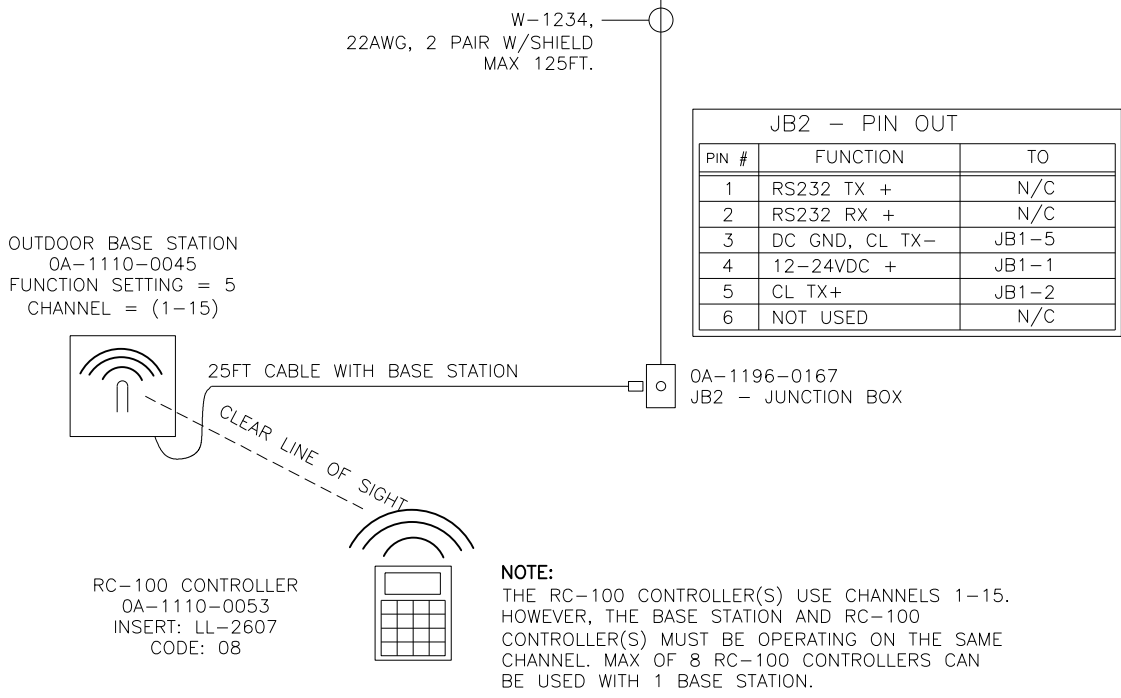 W-1234,
22AWG, 2 PAIR W/SHIELD
MAX 125FT.
JB2 - PIN OUT
PIN # FUNCTION TO
1 RS232 TX + N/C
2 RS232 RX + N/C
3 DC GND, CL TX- JB1-5
4 12-24VDC + JB1-1
5 CL TX+ JB1-2
6 NOT USED N/C
OUTDOOR BASE STATION
0A-1110-0045
FUNCTION SETTING = 5
CHANNEL = (1-15)
25FT CABLE WITH BASE STATION
0A-1196-0167
JB2 - JUNCTION BOX
CLEAR LINE OF SIGHT
RC-100 CONTROLLER
0A-1110-0053
INSERT: LL-2607
CODE: 08
NOTE:
THE RC-100 CONTROLLER(S) USE CHANNELS 1-15.
HOWEVER, THE BASE STATION AND RC-100
CONTROLLER(S) MUST BE OPERATING ON THE SAME
CHANNEL. MAX OF 8 RC-100 CONTROLLERS CAN
BE USED WITH 1 BASE STATION.